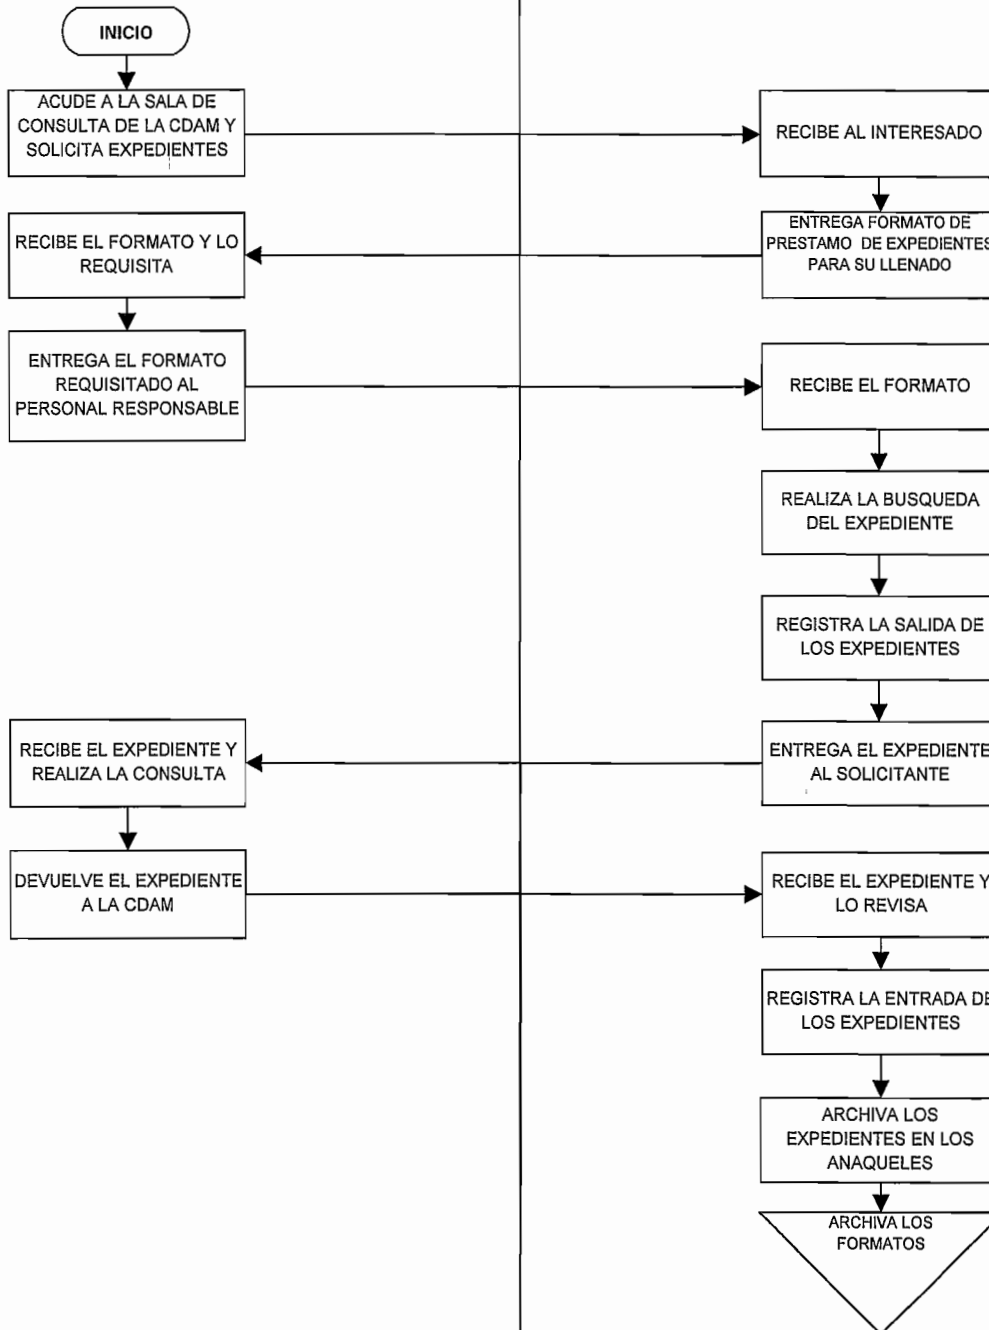 INICIO
ACUDE A LA SALA DE
CONSULTA DE LA CDAM Y
SOLICITA EXPEDIENTES
RECIBE AL INTERESADO
ENTREGA FORMATO DE
PRESTAMO DE EXPEDIENTES
PARA SU LLENADO
RECIBE EL FORMATO Y LO
REQUISITA
ENTREGA EL FORMATO
REQUISITADO AL
PERSONAL RESPONSABLE
RECIBE EL FORMATO
REALIZA LA BUSQUEDA
DEL EXPEDIENTE
REGISTRA LA SALIDA DE
LOS EXPEDIENTES
ENTREGA EL EXPEDIENTE
AL SOLICITANTE
RECIBE EL EXPEDIENTE Y
REALIZA LA CONSULTA
DEVUELVE EL EXPEDIENTE
A LA CDAM
RECIBE EL EXPEDIENTE Y
LO REVISA
REGISTRA LA ENTRADA DE
LOS EXPEDIENTES
ARCHIVA LOS
EXPEDIENTES EN LOS
ANAQUELES
ARCHIVA LOS
FORMATOS